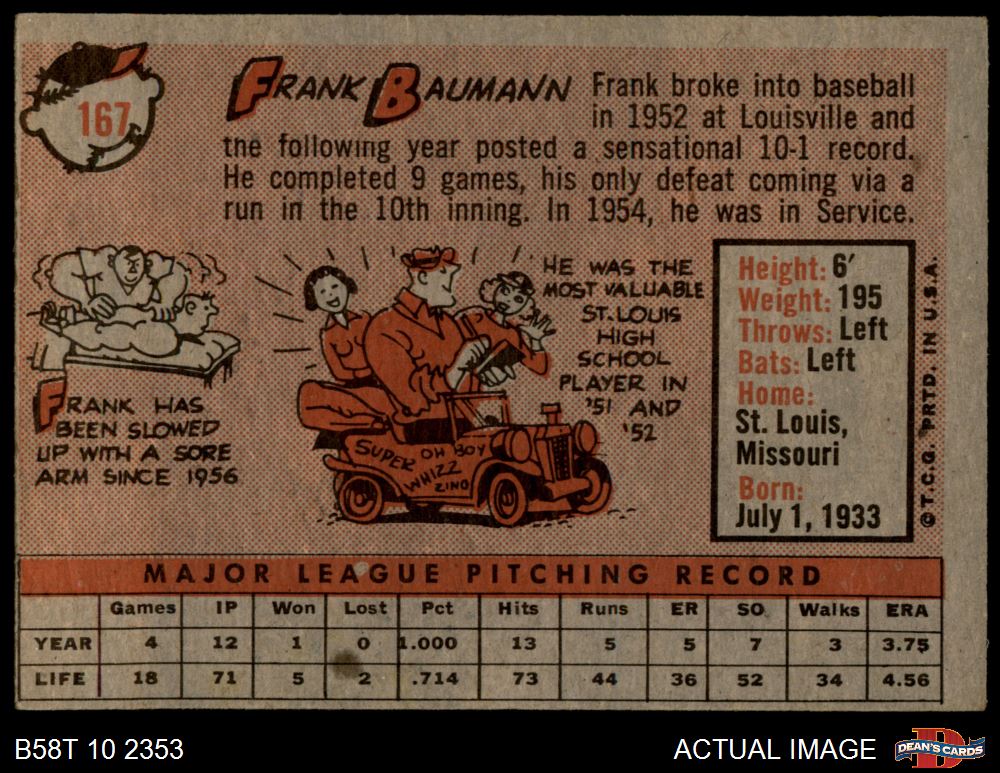 167
FRANK BAUMANN Frank broke into baseball
in 1952 at Louisville and
the following year posted a sensational 10-1 record.
He completed 9 games, his only defeat coming via a
run in the 10th inning. In 1954, he was in Service.
FRANK HAS
BEEN SLOWED
UP WITH A SORE
ARM SINCE 1956
HE WAS THE
MOST VALUABLE
ST. LOUIS
HIGH
SCHOOL
PLAYER IN
'51 AND
'52
SUPER OH BOY
WHIZZ
ZING
Height: 6'
Weight: 195
Throws: Left
Bats: Left
Home:
St. Louis,
Missouri
Born:
July 1, 1933
© T.C.G. PRTD. IN U.S.A.
MAJOR LEAGUE PITCHING RECORD
Games IP Won Lost Pct Hits Runs ER SO Walks ERA
YEAR 4 12 1 0 1.000 13 5 5 7 3 3.75
LIFE 18 71 5 2 .714 73 44 36 52 34 4.56
B58T 10 2353
ACTUAL IMAGE
D
DEAN'S CARDS